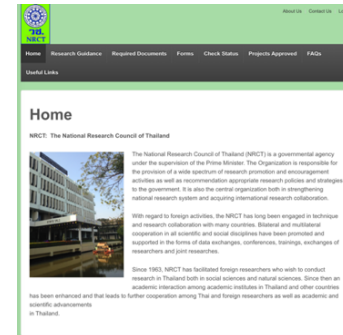 About Us Contact Us
วช.
NRCT
Home Research Guidance Required Documents Forms Check Status Projects Approved FAQs
Useful Links
Home
NRCT: The National Research Council of Thailand
The National Research Council of Thailand (NRCT) is a governmental agency
under the supervision of the Prime Minister. The Organization is responsible for
the provision of a wide spectrum of research promotion and encouragement
activities as well as recommendation appropriate research policies and strategies
to the government. It is also the central organization both in strengthening
national research system and acquiring international research collaboration.
With regard to foreign activities, the NRCT has long been engaged in technique
and research collaboration with many countries. Bilateral and multilateral
cooperation in all scientific and social disciplines have been promoted and
supported in the forms of data exchanges, conferences, trainings, exchanges of
researchers and joint researches.
Since 1963, NRCT has facilitated foreign researchers who wish to conduct
research in Thailand both in social sciences and natural sciences. Since then an
academic interaction among academic institutes in Thailand and other countries
has been enhanced and that leads to further cooperation among Thai and foreign researchers as well as academic and
scientific advancements
in Thailand.